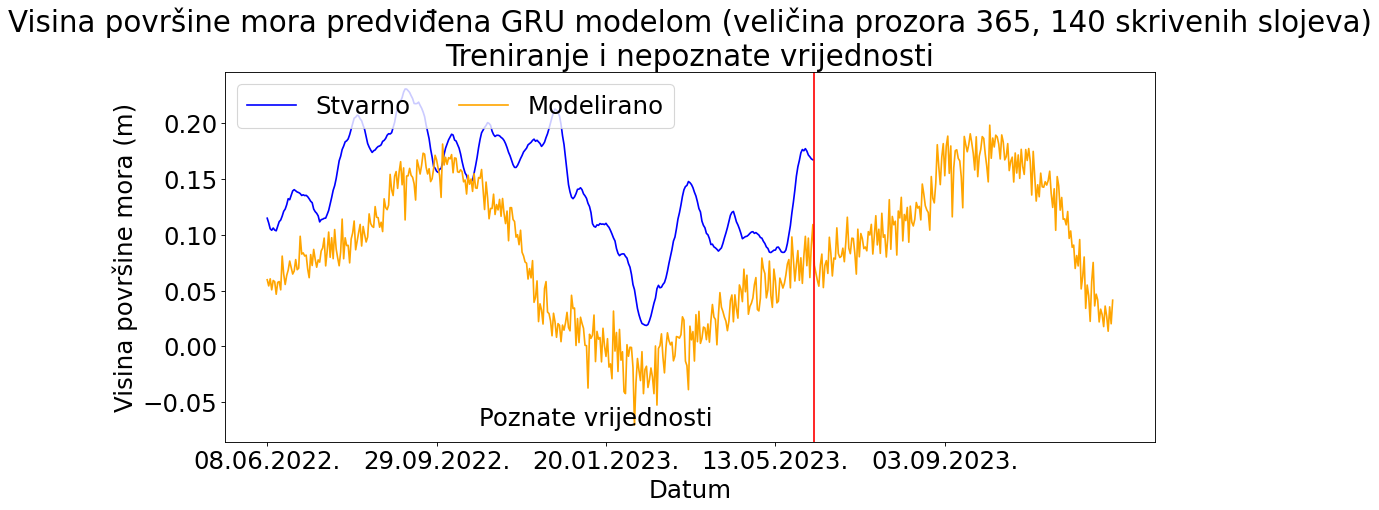 Visina površine mora predviđena GRU modelom (veličina prozora 365, 140 skrivenih slojeva)
Treniranje i nepoznate vrijednosti
Stvarno
Modelirano
Visina površine mora (m)
0.20
0.15
0.10
0.05
0.00
−0.05
Poznate vrijednosti
08.06.2022.
29.09.2022.
20.01.2023.
13.05.2023.
03.09.2023.
Datum